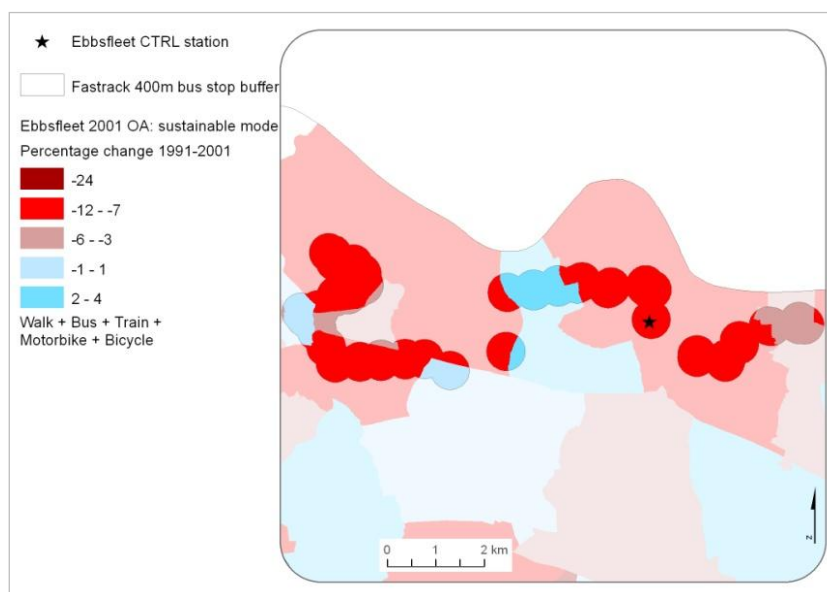 Ebbsfleet CTRL station
Fastrack 400m bus stop buffer
Ebbsfleet 2001 OA: sustainable mode
Percentage change 1991-2001
-24
-12 - -7
-6 - -3
-1 - 1
2 - 4
Walk + Bus + Train +
Motorbike + Bicycle
0 1 2 km
z